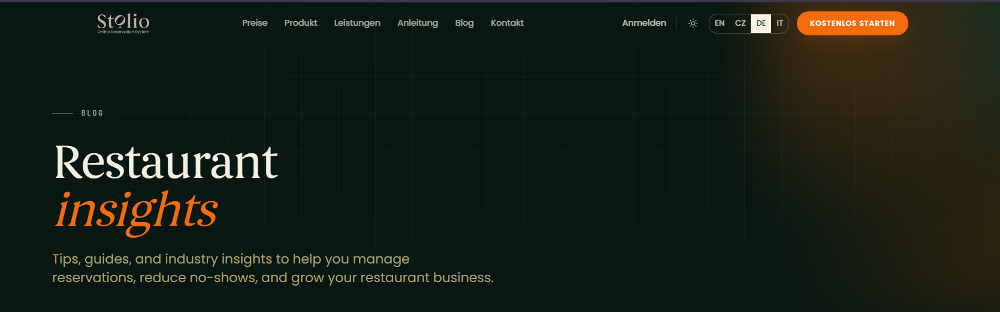 Stolio
Online Reservation System
Preise Produkt Leistungen Anleitung Blog Kontakt
Anmelden EN CZ DE IT KOSTENLOS STARTEN
BLOG
Restaurant
insights
Tips, guides, and industry insights to help you manage
reservations, reduce no-shows, and grow your restaurant business.